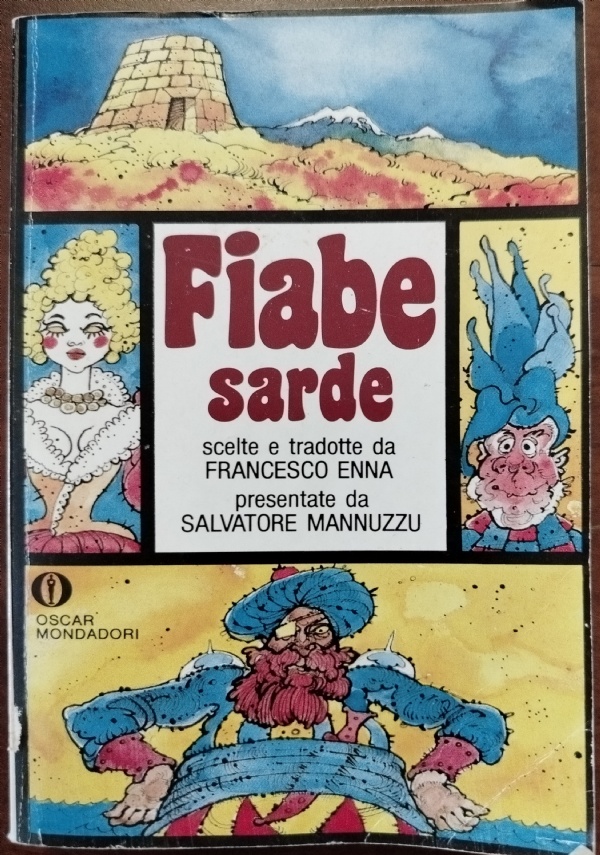 Fiabe
sarde
scelte e tradotte da
FRANCESCO ENNA
presentate da
SALVATORE MANNUZZU
OSCAR
MONDADORI